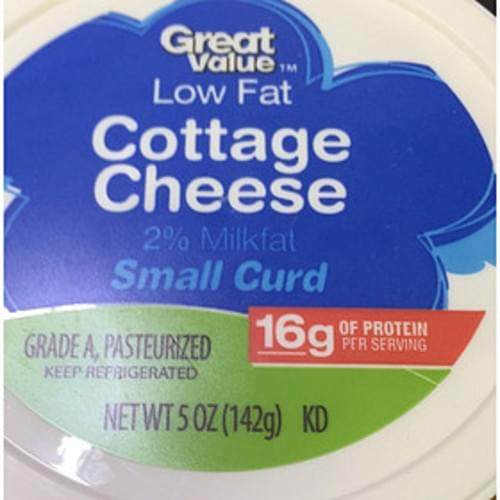 Great
Value™
Low Fat
Cottage
Cheese
2% Milkfat
Small Curd
16g OF PROTEIN
PER SERVING
GRADE A, PASTEURIZED
KEEP REFRIGERATED
NET WT 5 OZ (142g) KD